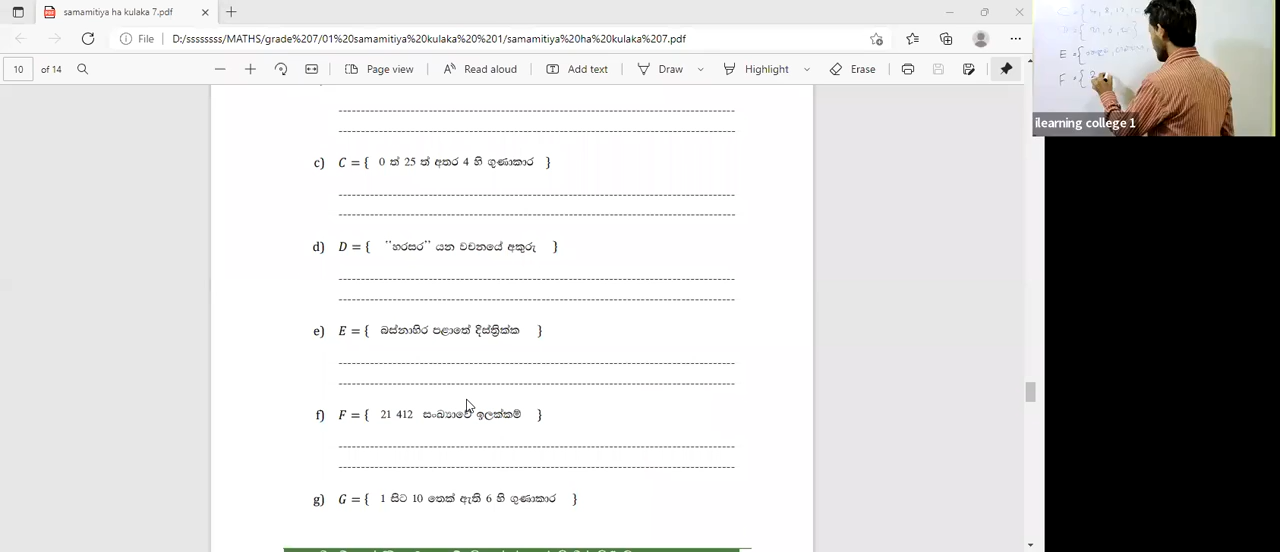 samamitiya ha kulaka 7.pdf
File D:/ssssssss/MATHS/grade%207/01%20samamitiya%20kulaka%20%201/samamitiya%20ha%20kulaka%207.pdf
10 of 14 Page view Read aloud Add text Draw Highlight Erase
c) C = { 0 ත් 25 ත් අතර 4 හි ගුණාකාර }
d) D = { ''හරසර'' යන වචනයේ අකුරු }
e) E = { බස්නාහිර පළාතේ දිස්ත්‍රික්ක }
f) F = { 21 412 සංඛ්‍යාවේ ඉලක්කම් }
g) G = { 1 සිට 10 තෙක් ඇති 6 හි ගුණාකාර }
E = {
F = { 2
ilearning college 1